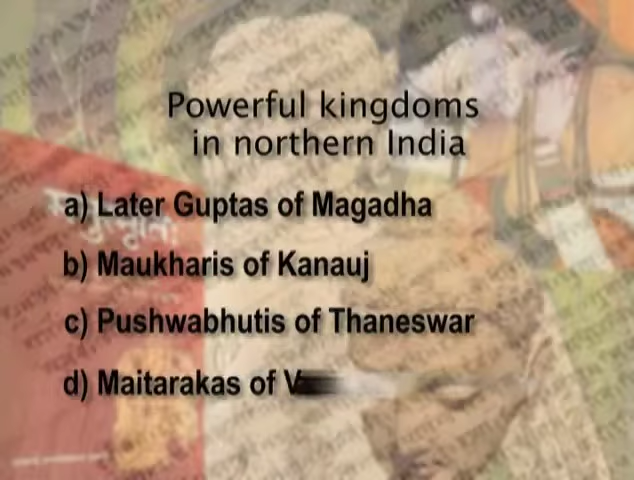 Powerful kingdoms
in northern India
a) Later Guptas of Magadha
b) Maukharis of Kanauj
c) Pushwabhutis of Thaneswar
d) Maitarakas of